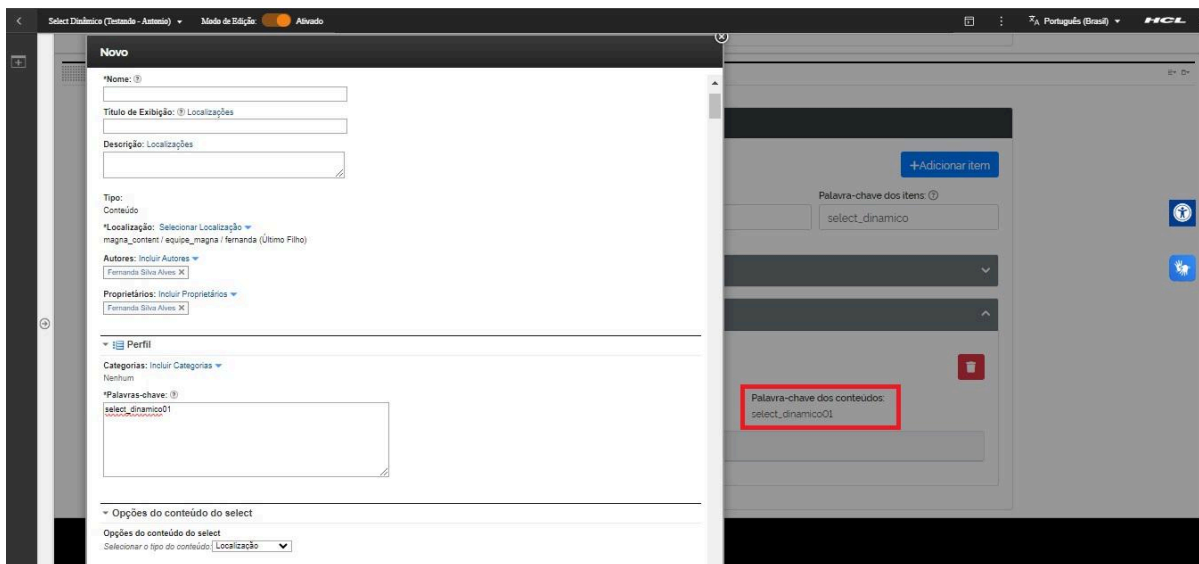 Select Dinâmico (Testando - Antonio)
Modo de Edição:
Ativado
Português (Brasil)
HCL
Novo
*Nome:
Título de Exibição: Localizações
Descrição: Localizações
Tipo:
Conteúdo
*Localização: Selecionar Localização
magna_content / equipe_magna / fernanda (Último Filho)
Autores: Incluir Autores
Fernanda Silva Alves X
Proprietários: Incluir Proprietários
Fernanda Silva Alves X
Perfil
Categorias: Incluir Categorias
Nenhum
*Palavras-chave:
select_dinamico01
Opções do conteúdo do select
Opções do conteúdo do select
Selecionar o tipo do conteúdo: Localização
+Adicionar item
Palavra-chave dos itens:
select_dinamico
Palavra-chave dos conteúdos:
select_dinamico01